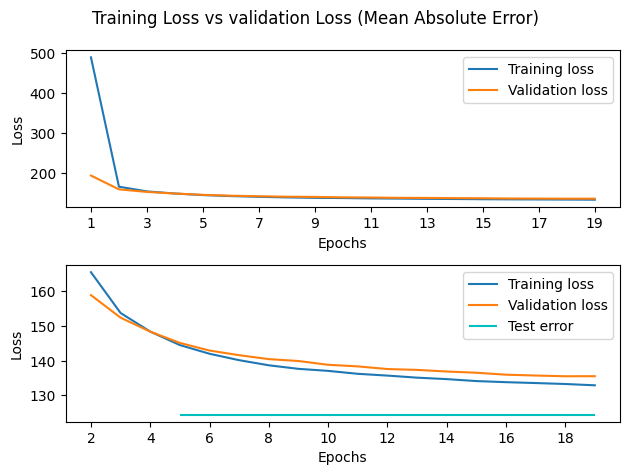 Training Loss vs validation Loss (Mean Absolute Error)
500
400
300
200
Loss
Training loss
Validation loss
1 3 5 7 9 11 13 15 17 19
Epochs
160
150
140
130
Loss
Training loss
Validation loss
Test error
2 4 6 8 10 12 14 16 18
Epochs